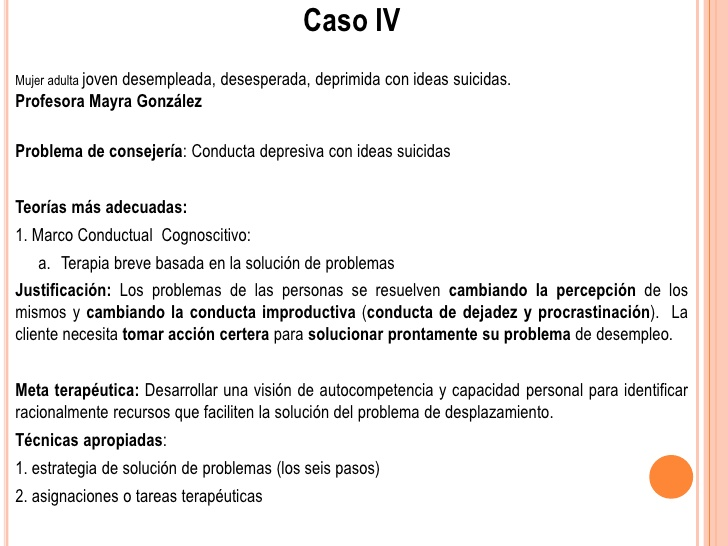 Caso IV
Mujer adulta joven desempleada, desesperada, deprimida con ideas suicidas.
Profesora Mayra González
Problema de consejería: Conducta depresiva con ideas suicidas
Teorías más adecuadas:
1. Marco Conductual Cognoscitivo:
a. Terapia breve basada en la solución de problemas
Justificación: Los problemas de las personas se resuelven cambiando la percepción de los
mismos y cambiando la conducta improductiva (conducta de dejadez y procrastinación). La
cliente necesita tomar acción certera para solucionar prontamente su problema de desempleo.
Meta terapéutica: Desarrollar una visión de autocompetencia y capacidad personal para identificar
racionalmente recursos que faciliten la solución del problema de desplazamiento.
Técnicas apropiadas:
1. estrategia de solución de problemas (los seis pasos)
2. asignaciones o tareas terapéuticas